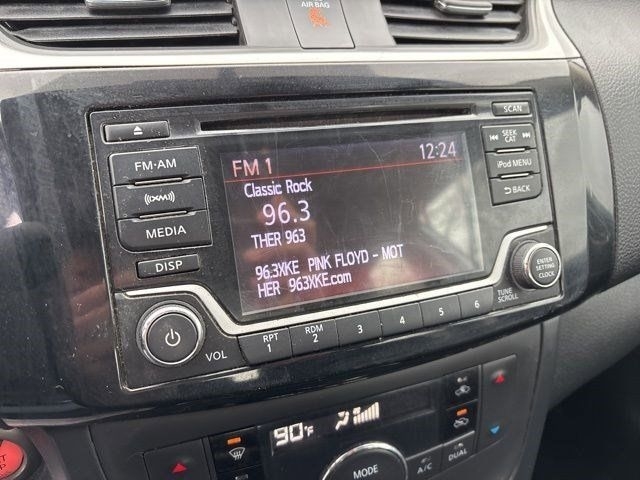 AIR BAG
SCAN
FM·AM
(((XM)))
MEDIA
DISP
VOL
FM 1
12:24
Classic Rock
96.3
THER 963
96.3XKE PINK FLOYD - MOT
HER 963XKE.com
SEEK
CAT
iPod MENU
BACK
ENTER
SETTING
CLOCK
TUNE
SCROLL
RPT
1
RDM
2
3
4
5
6
90°F
MODE
A/C
DUAL
STOP